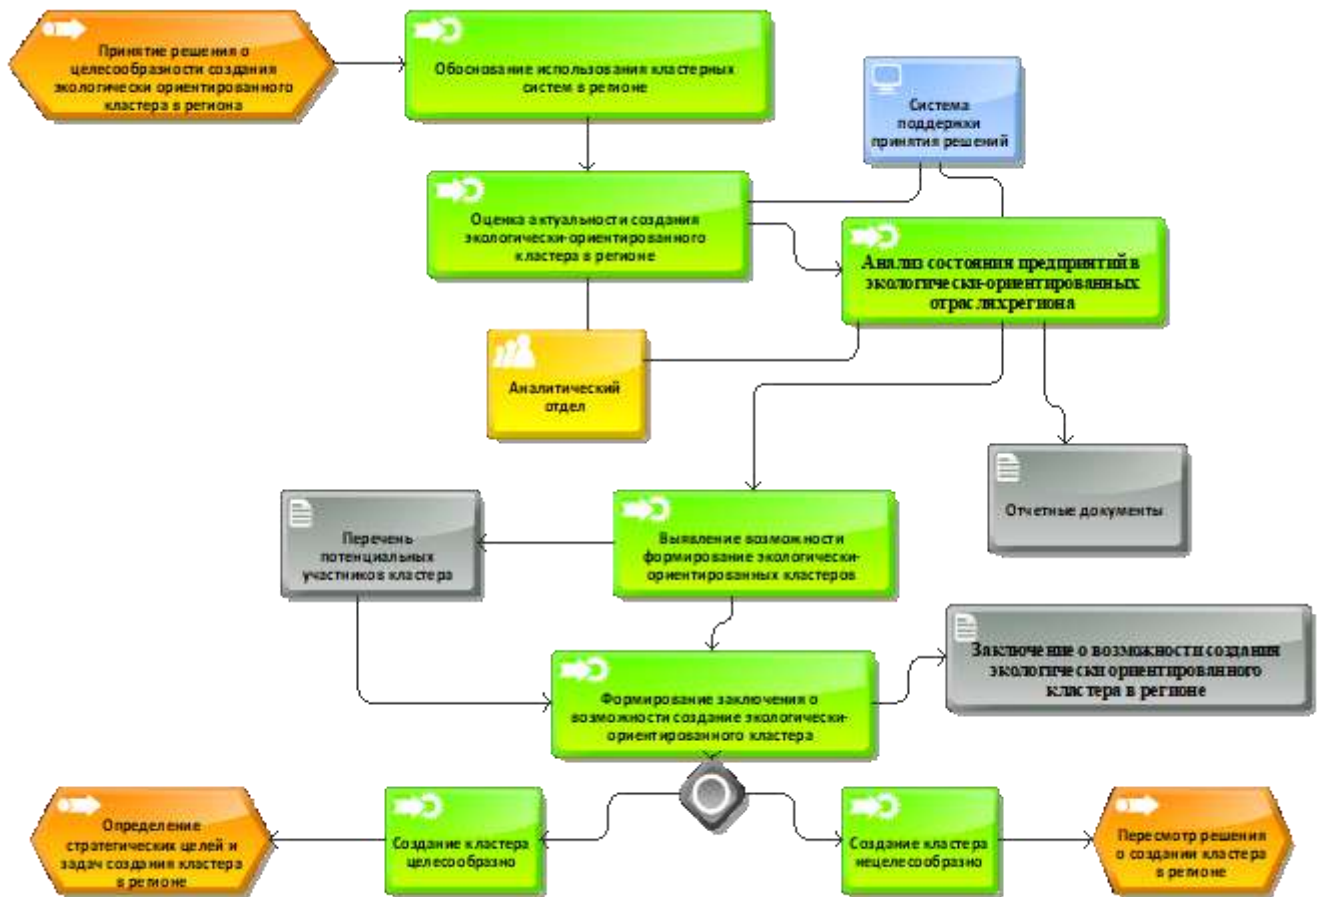 Принятие решения о
целесообразности создания
экологически ориентированного
кластера в региона
Обоснование использования кластерных
систем в регионе
Система
поддержки
принятия решений
Оценка актуальности создания
экологически-ориентированного
кластера в регионе
Анализ состояния предприятий в
экологически-ориентированных
отраслях региона
Аналитический
отдел
Отчетные документы
Перечень
потенциальных
участников кластера
Выявление возможности
формирование экологически-
ориентированных кластеров
Заключение о возможности создания
экологически ориентированного
кластера в регионе
Формирование заключения о
возможности создание экологически-
ориентированного кластера
Определение
стратегических целей и
задач создания кластера
в регионе
Создание кластера
целесообразно
Создание кластера
нецелесообразно
Пересмотр решения
о создании кластера
в регионе